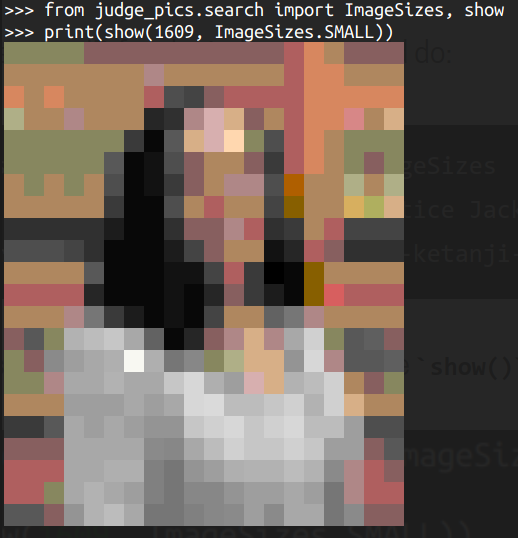 >>> from judge_pics.search import ImageSizes, show
>>> print(show(1609, ImageSizes.SMALL))
do:
geSizes
ice Jack
-ketanji-
`show()
mageSiz
ImageSizes.SMALL))